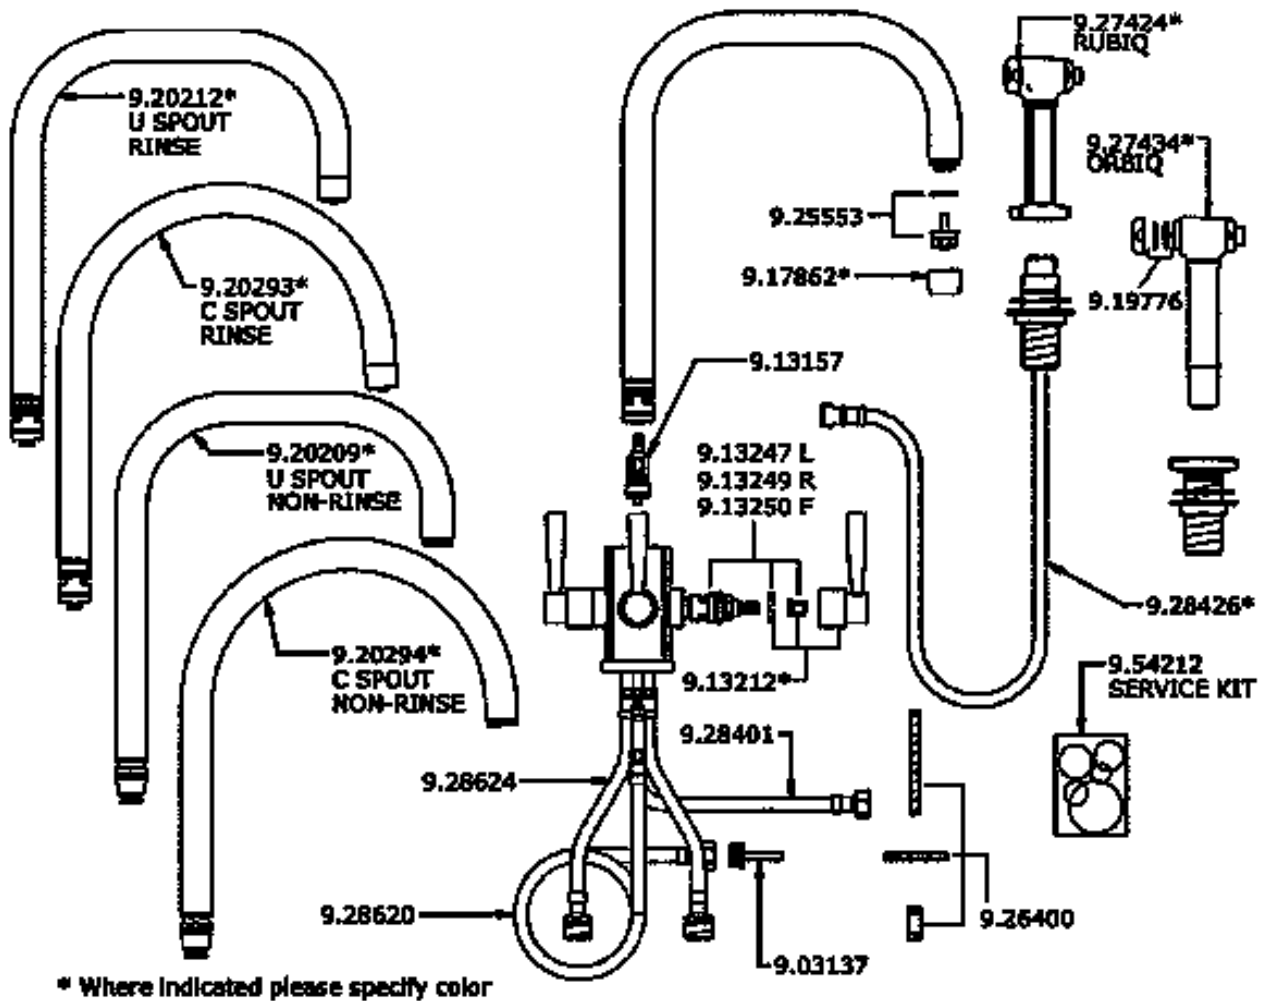 9.27424*
RUBIQ
9.20212*
U SPOUT
RINSE
9.27434*
ORBIQ
9.25553
9.17862*
9.20293*
C SPOUT
RINSE
9.19776
9.13157
9.20209*
U SPOUT
NON-RINSE
9.13247 L
9.13249 R
9.13250 F
9.28426*
9.20294*
C SPOUT
NON-RINSE
9.13212*
9.54212
SERVICE KIT
9.28401
9.28624
9.28620
9.26400
9.03137
* Where indicated please specify color